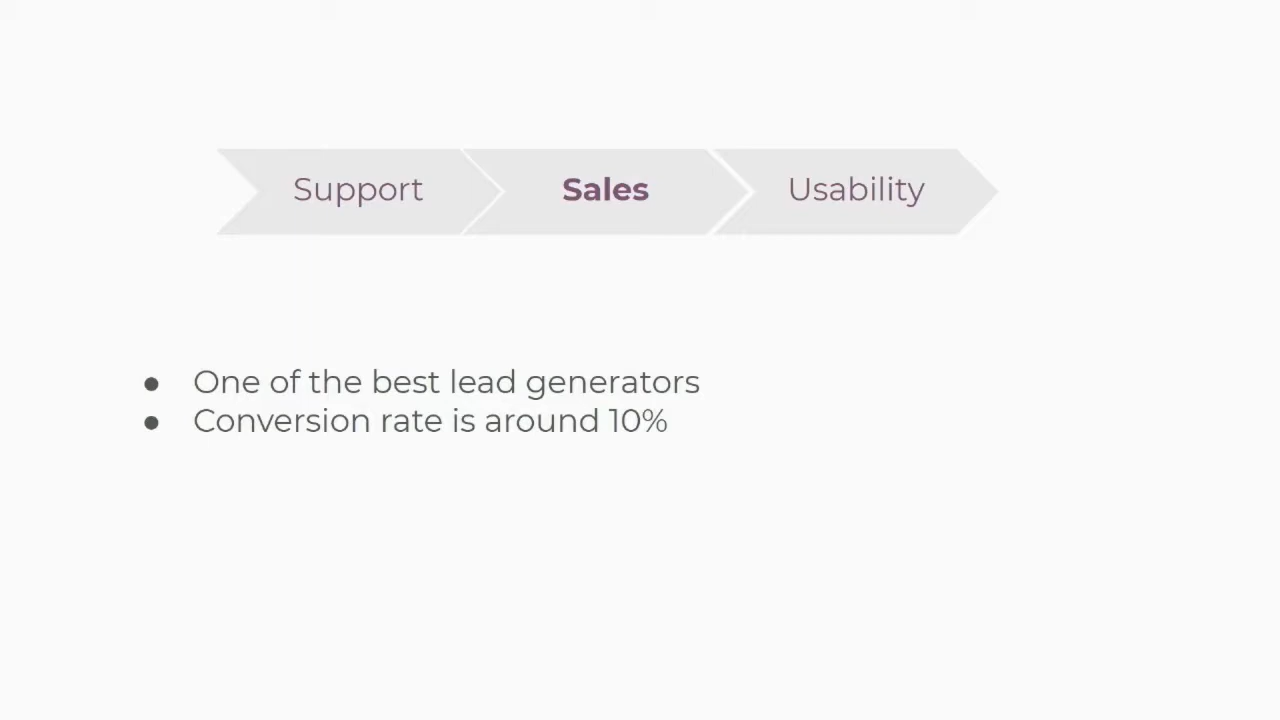 Support
Sales
Usability
● One of the best lead generators
● Conversion rate is around 10%